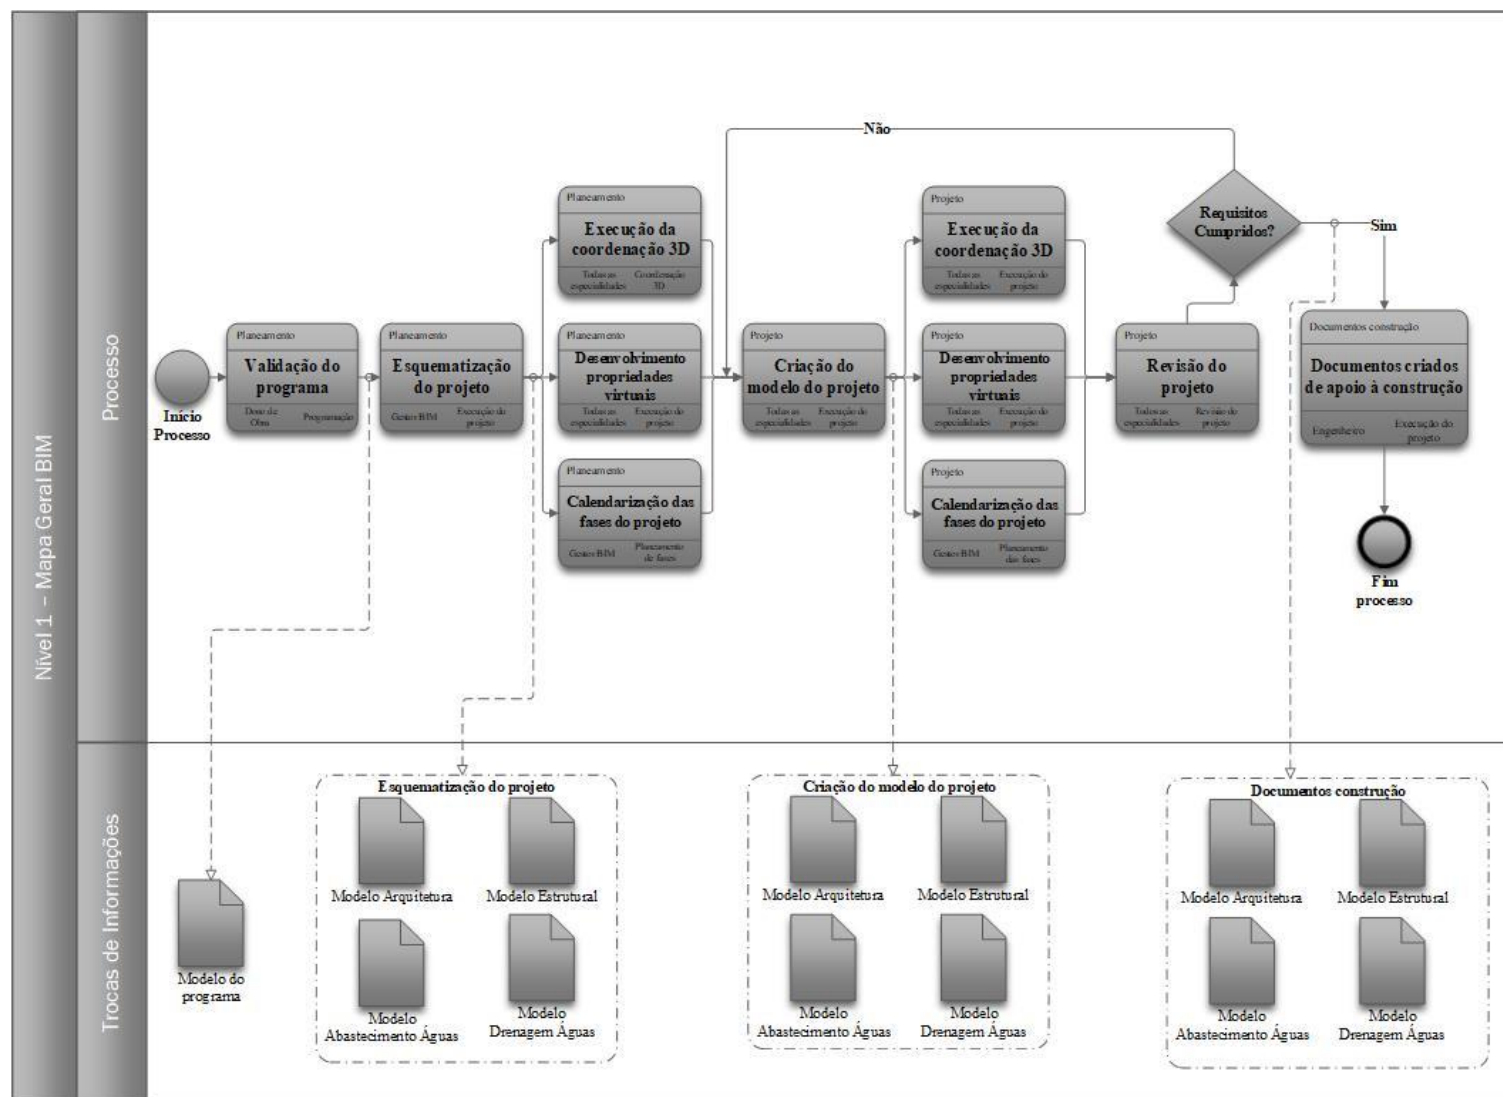 Nível 1 – Mapa Geral BIM
Processo
Início
Processo
Planeamento
Validação do
programa
Dono de
Obra
Programação
Planeamento
Esquematização
do projeto
Gestor BIM
Execução do
projeto
Planeamento
Execução da
coordenação 3D
Todas as
especialidades
Coordenação
3D
Planeamento
Desenvolvimento
propriedades
virtuais
Todas as
especialidades
Execução do
projeto
Planeamento
Calendarização das
fases do projeto
Gestor BIM
Planeamento
de fases
Não
Projeto
Criação do
modelo do projeto
Todas as
especialidades
Execução do
projeto
Projeto
Execução da
coordenação 3D
Todas as
especialidades
Execução do
projeto
Projeto
Desenvolvimento
propriedades
virtuais
Todas as
especialidades
Execução do
projeto
Projeto
Calendarização das
fases do projeto
Gestor BIM
Planeamento
das fases
Projeto
Revisão do
projeto
Todas as
especialidades
Revisão do
projeto
Requisitos
Cumpridos?
Sim
Documentos construção
Documentos criados
de apoio à construção
Engenheiro
Execução do
projeto
Fim
processo
Trocas de Informações
Modelo do
programa
Esquematização do projeto
Modelo Arquitetura
Modelo Estrutural
Modelo
Abastecimento Águas
Modelo
Drenagem Águas
Criação do modelo do projeto
Modelo Arquitetura
Modelo Estrutural
Modelo
Abastecimento Águas
Modelo
Drenagem Águas
Documentos construção
Modelo Arquitetura
Modelo Estrutural
Modelo
Abastecimento Águas
Modelo
Drenagem Águas